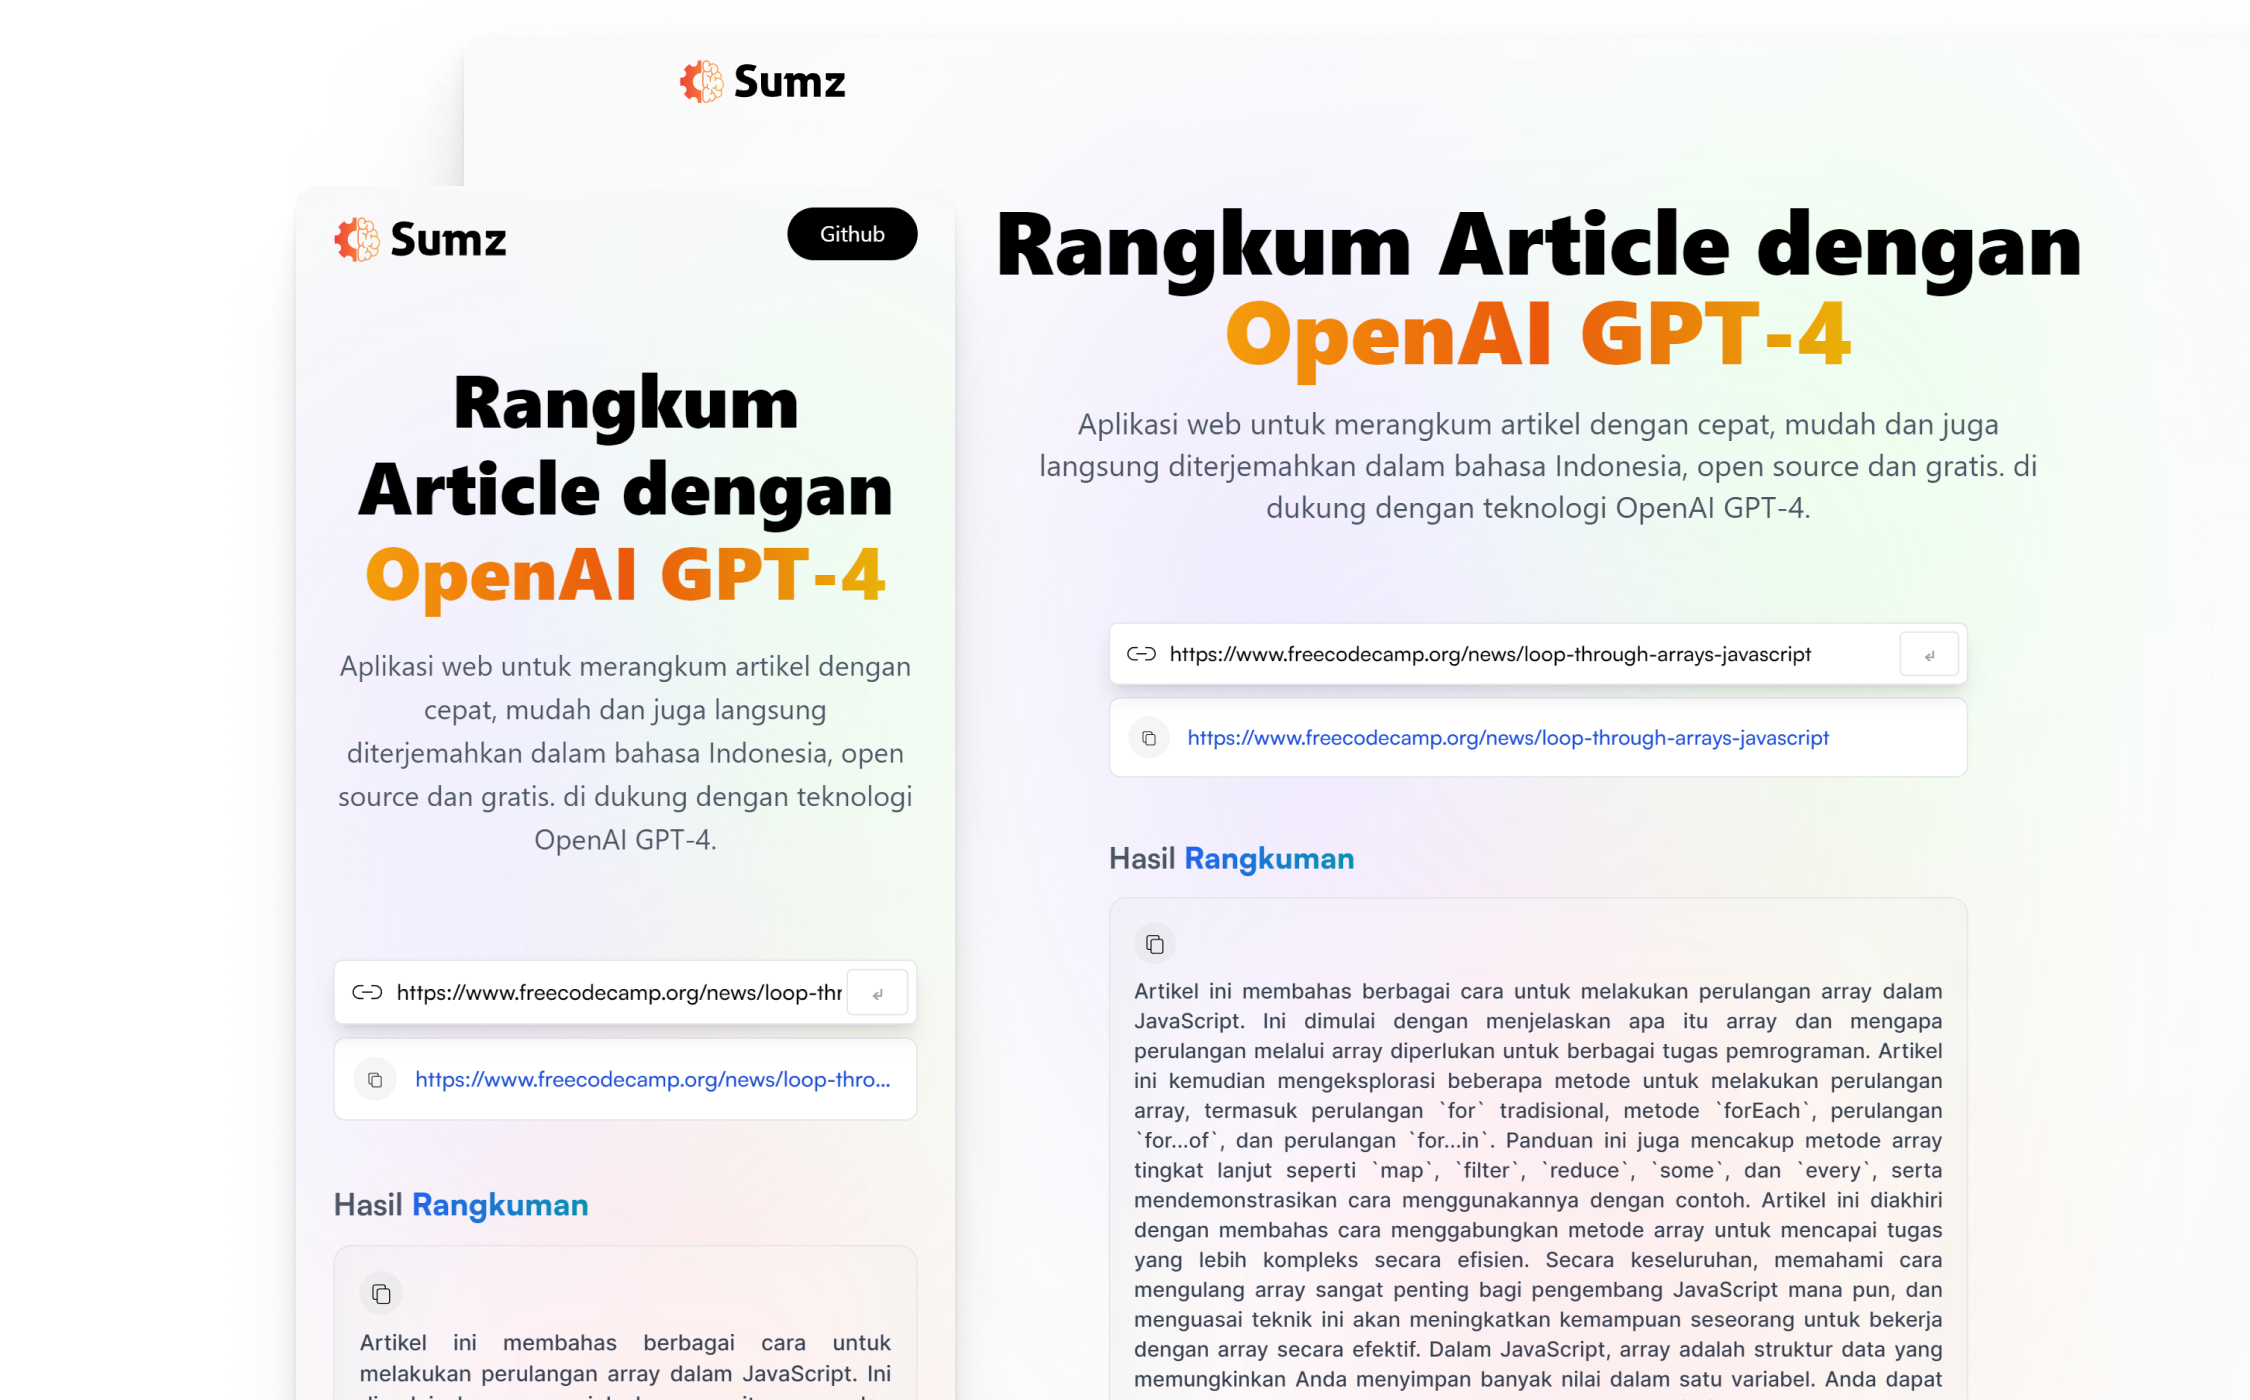 Sumz
Sumz
Github
Rangkum
Article dengan
OpenAI GPT-4
Aplikasi web untuk merangkum artikel dengan
cepat, mudah dan juga langsung
diterjemahkan dalam bahasa Indonesia, open
source dan gratis. di dukung dengan teknologi
OpenAI GPT-4.
https://www.freecodecamp.org/news/loop-thr
https://www.freecodecamp.org/news/loop-thro...
Hasil Rangkuman
Artikel ini membahas berbagai cara untuk
melakukan perulangan array dalam JavaScript. Ini
Rangkum Article dengan
OpenAI GPT-4
Aplikasi web untuk merangkum artikel dengan cepat, mudah dan juga
langsung diterjemahkan dalam bahasa Indonesia, open source dan gratis. di
dukung dengan teknologi OpenAI GPT-4.
https://www.freecodecamp.org/news/loop-through-arrays-javascript
https://www.freecodecamp.org/news/loop-through-arrays-javascript
Hasil Rangkuman
Artikel ini membahas berbagai cara untuk melakukan perulangan array dalam
JavaScript. Ini dimulai dengan menjelaskan apa itu array dan mengapa
perulangan melalui array diperlukan untuk berbagai tugas pemrograman. Artikel
ini kemudian mengeksplorasi beberapa metode untuk melakukan perulangan
array, termasuk perulangan `for` tradisional, metode `forEach`, perulangan
`for...of`, dan perulangan `for...in`. Panduan ini juga mencakup metode array
tingkat lanjut seperti `map`, `filter`, `reduce`, `some`, dan `every`, serta
mendemonstrasikan cara menggunakannya dengan contoh. Artikel ini diakhiri
dengan membahas cara menggabungkan metode array untuk mencapai tugas
yang lebih kompleks secara efisien. Secara keseluruhan, memahami cara
mengulang array sangat penting bagi pengembang JavaScript mana pun, dan
menguasai teknik ini akan meningkatkan kemampuan seseorang untuk bekerja
dengan array secara efektif. Dalam JavaScript, array adalah struktur data yang
memungkinkan Anda menyimpan banyak nilai dalam satu variabel. Anda dapat